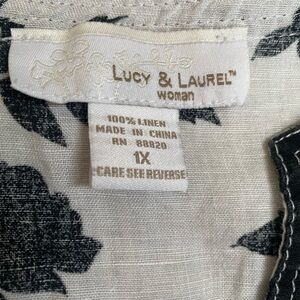 LUCY & LAUREL™
woman
100% LINEN
MADE IN CHINA
RN 88820
1X
CARE SEE REVERSE